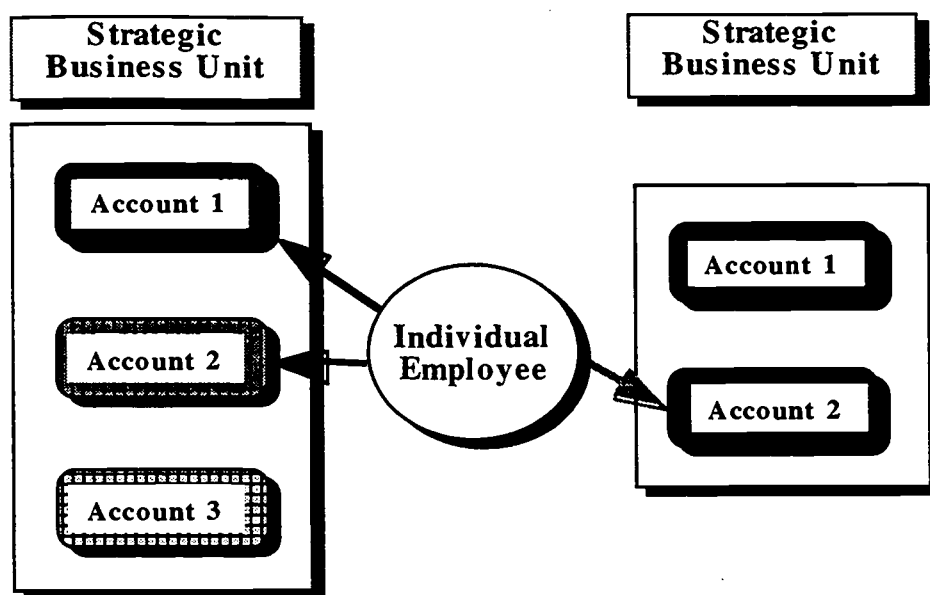 Strategic
Business Unit
Strategic
Business Unit
Account 1
Account 2
Account 3
Individual
Employee
Account 1
Account 2